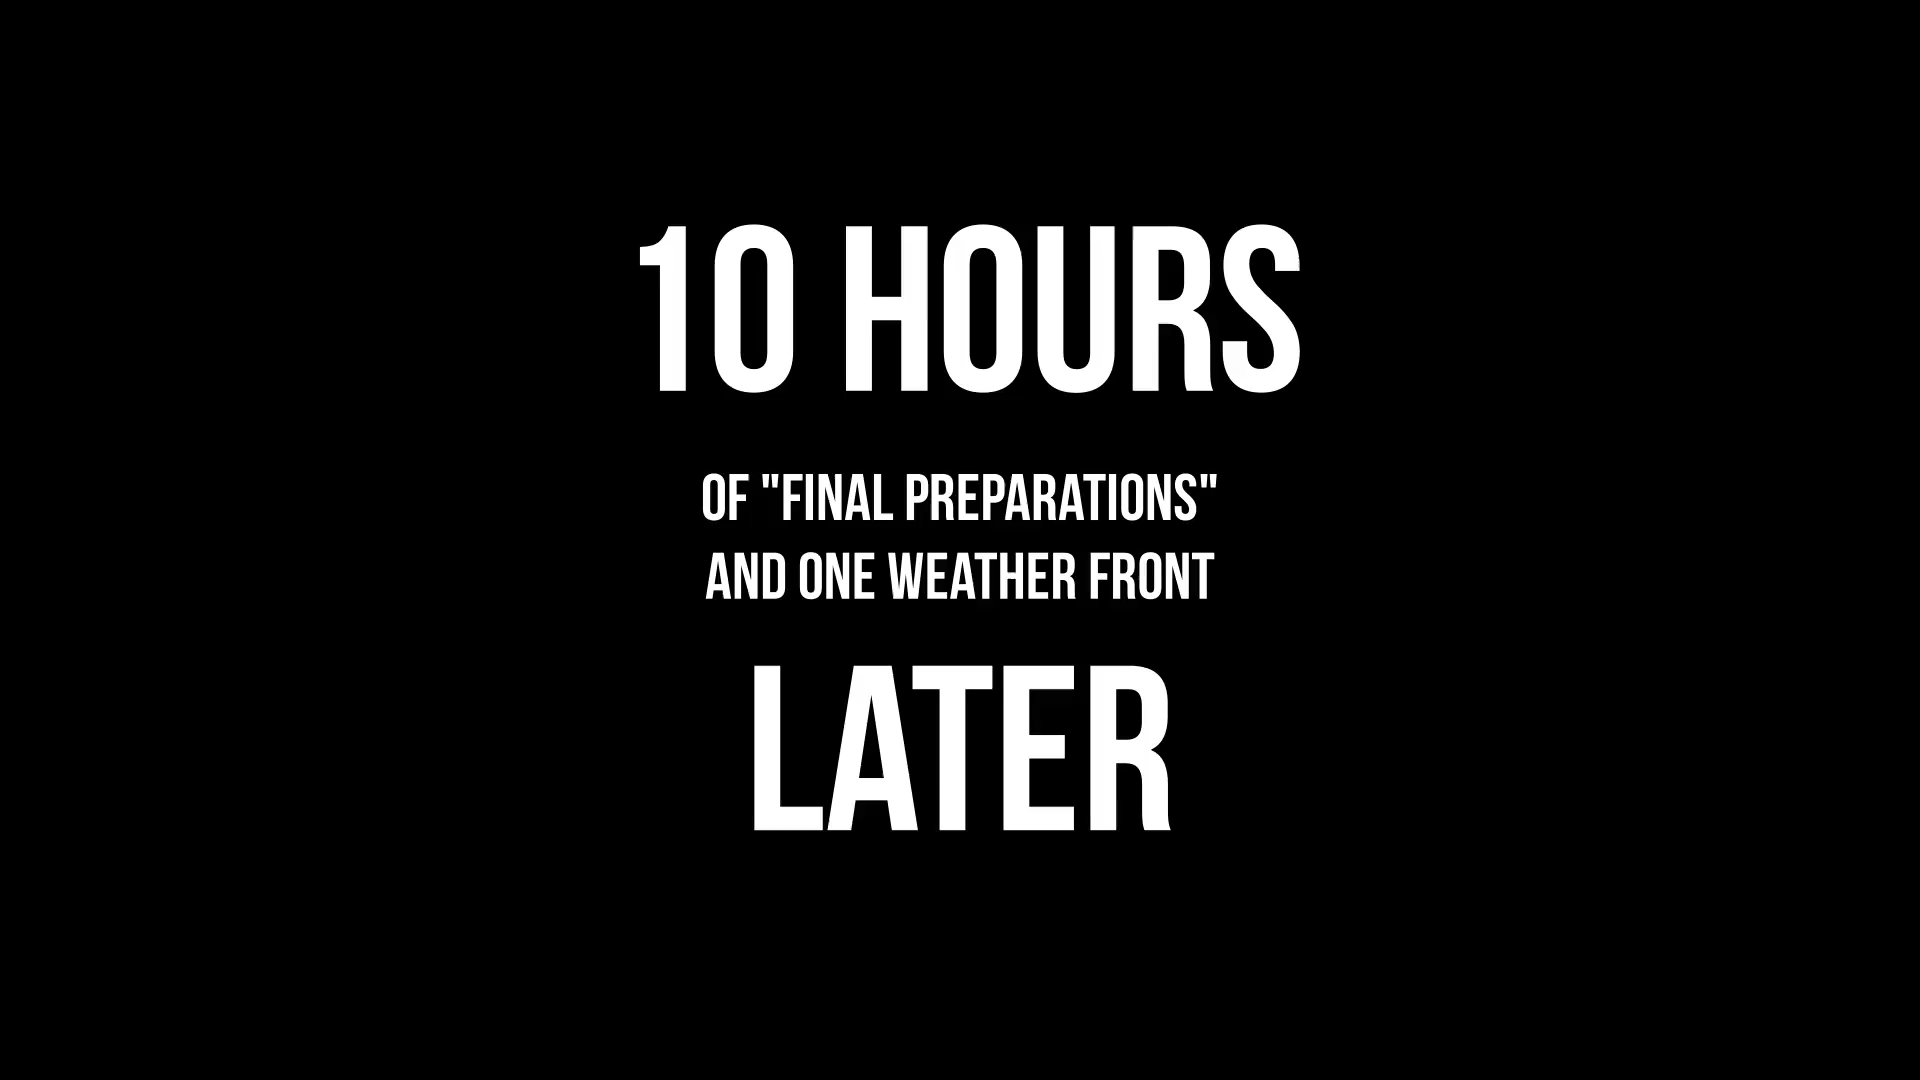 10 HOURS
OF "FINAL PREPARATIONS"
AND ONE WEATHER FRONT
LATER